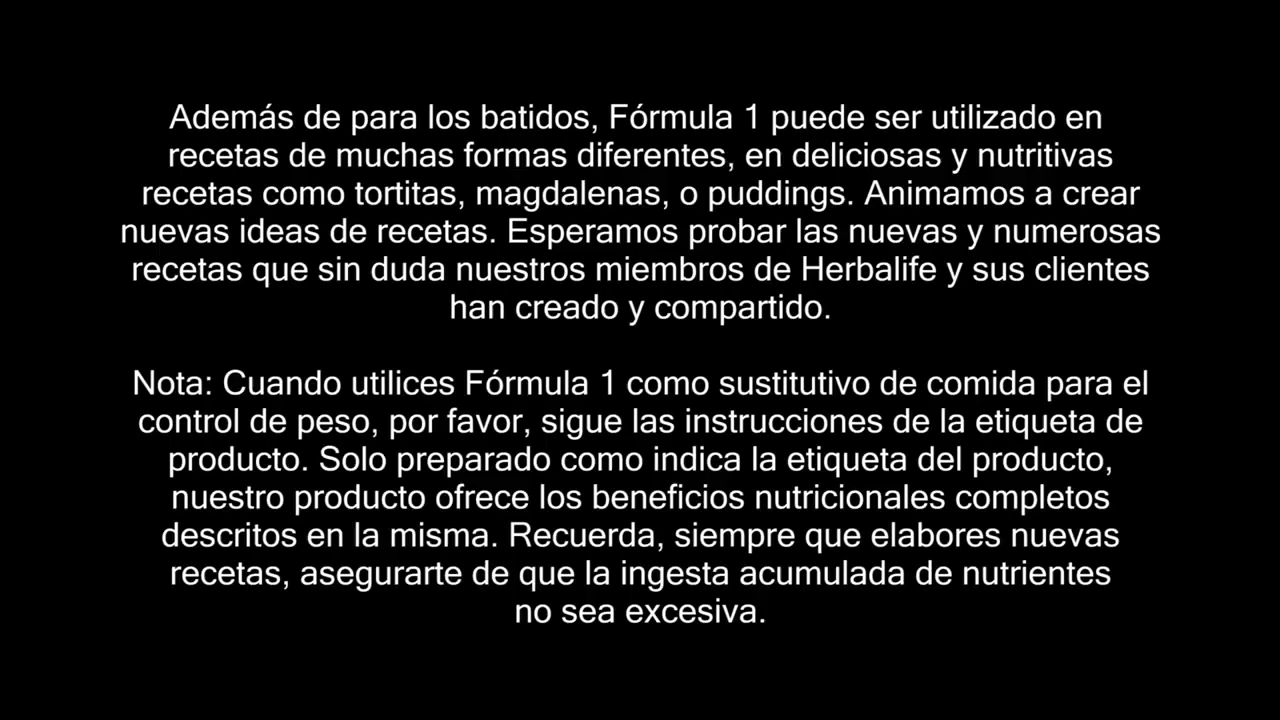 Además de para los batidos, Fórmula 1 puede ser utilizado en
recetas de muchas formas diferentes, en deliciosas y nutritivas
recetas como tortitas, magdalenas, o puddings. Animamos a crear
nuevas ideas de recetas. Esperamos probar las nuevas y numerosas
recetas que sin duda nuestros miembros de Herbalife y sus clientes
han creado y compartido.
Nota: Cuando utilices Fórmula 1 como sustitutivo de comida para el
control de peso, por favor, sigue las instrucciones de la etiqueta de
producto. Solo preparado como indica la etiqueta del producto,
nuestro producto ofrece los beneficios nutricionales completos
descritos en la misma. Recuerda, siempre que elabores nuevas
recetas, asegurarte de que la ingesta acumulada de nutrientes
no sea excesiva.